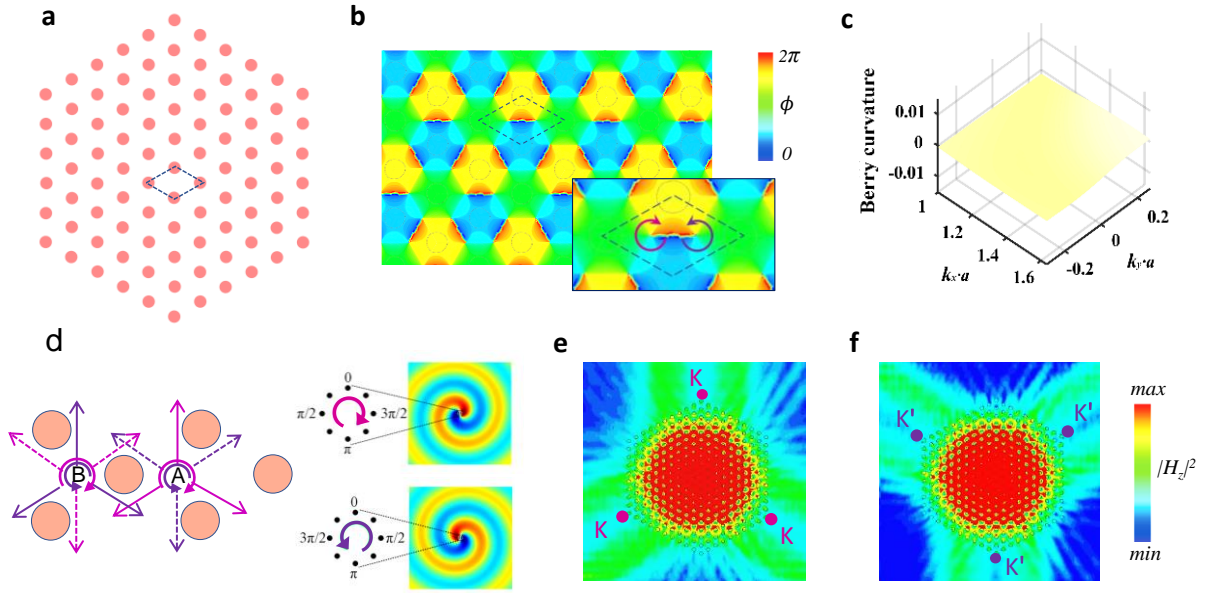 a
b
2π
ϕ
0
c
Berry curvature
0.01
0
-0.01
1
1.2
1.4
1.6
kx·a
-0.2
0
0.2
ky·a
d
B
A
0
π/2
3π/2
π
0
3π/2
π/2
π
e
K
K
K
f
K'
K'
K'
max
|Hz|²
min